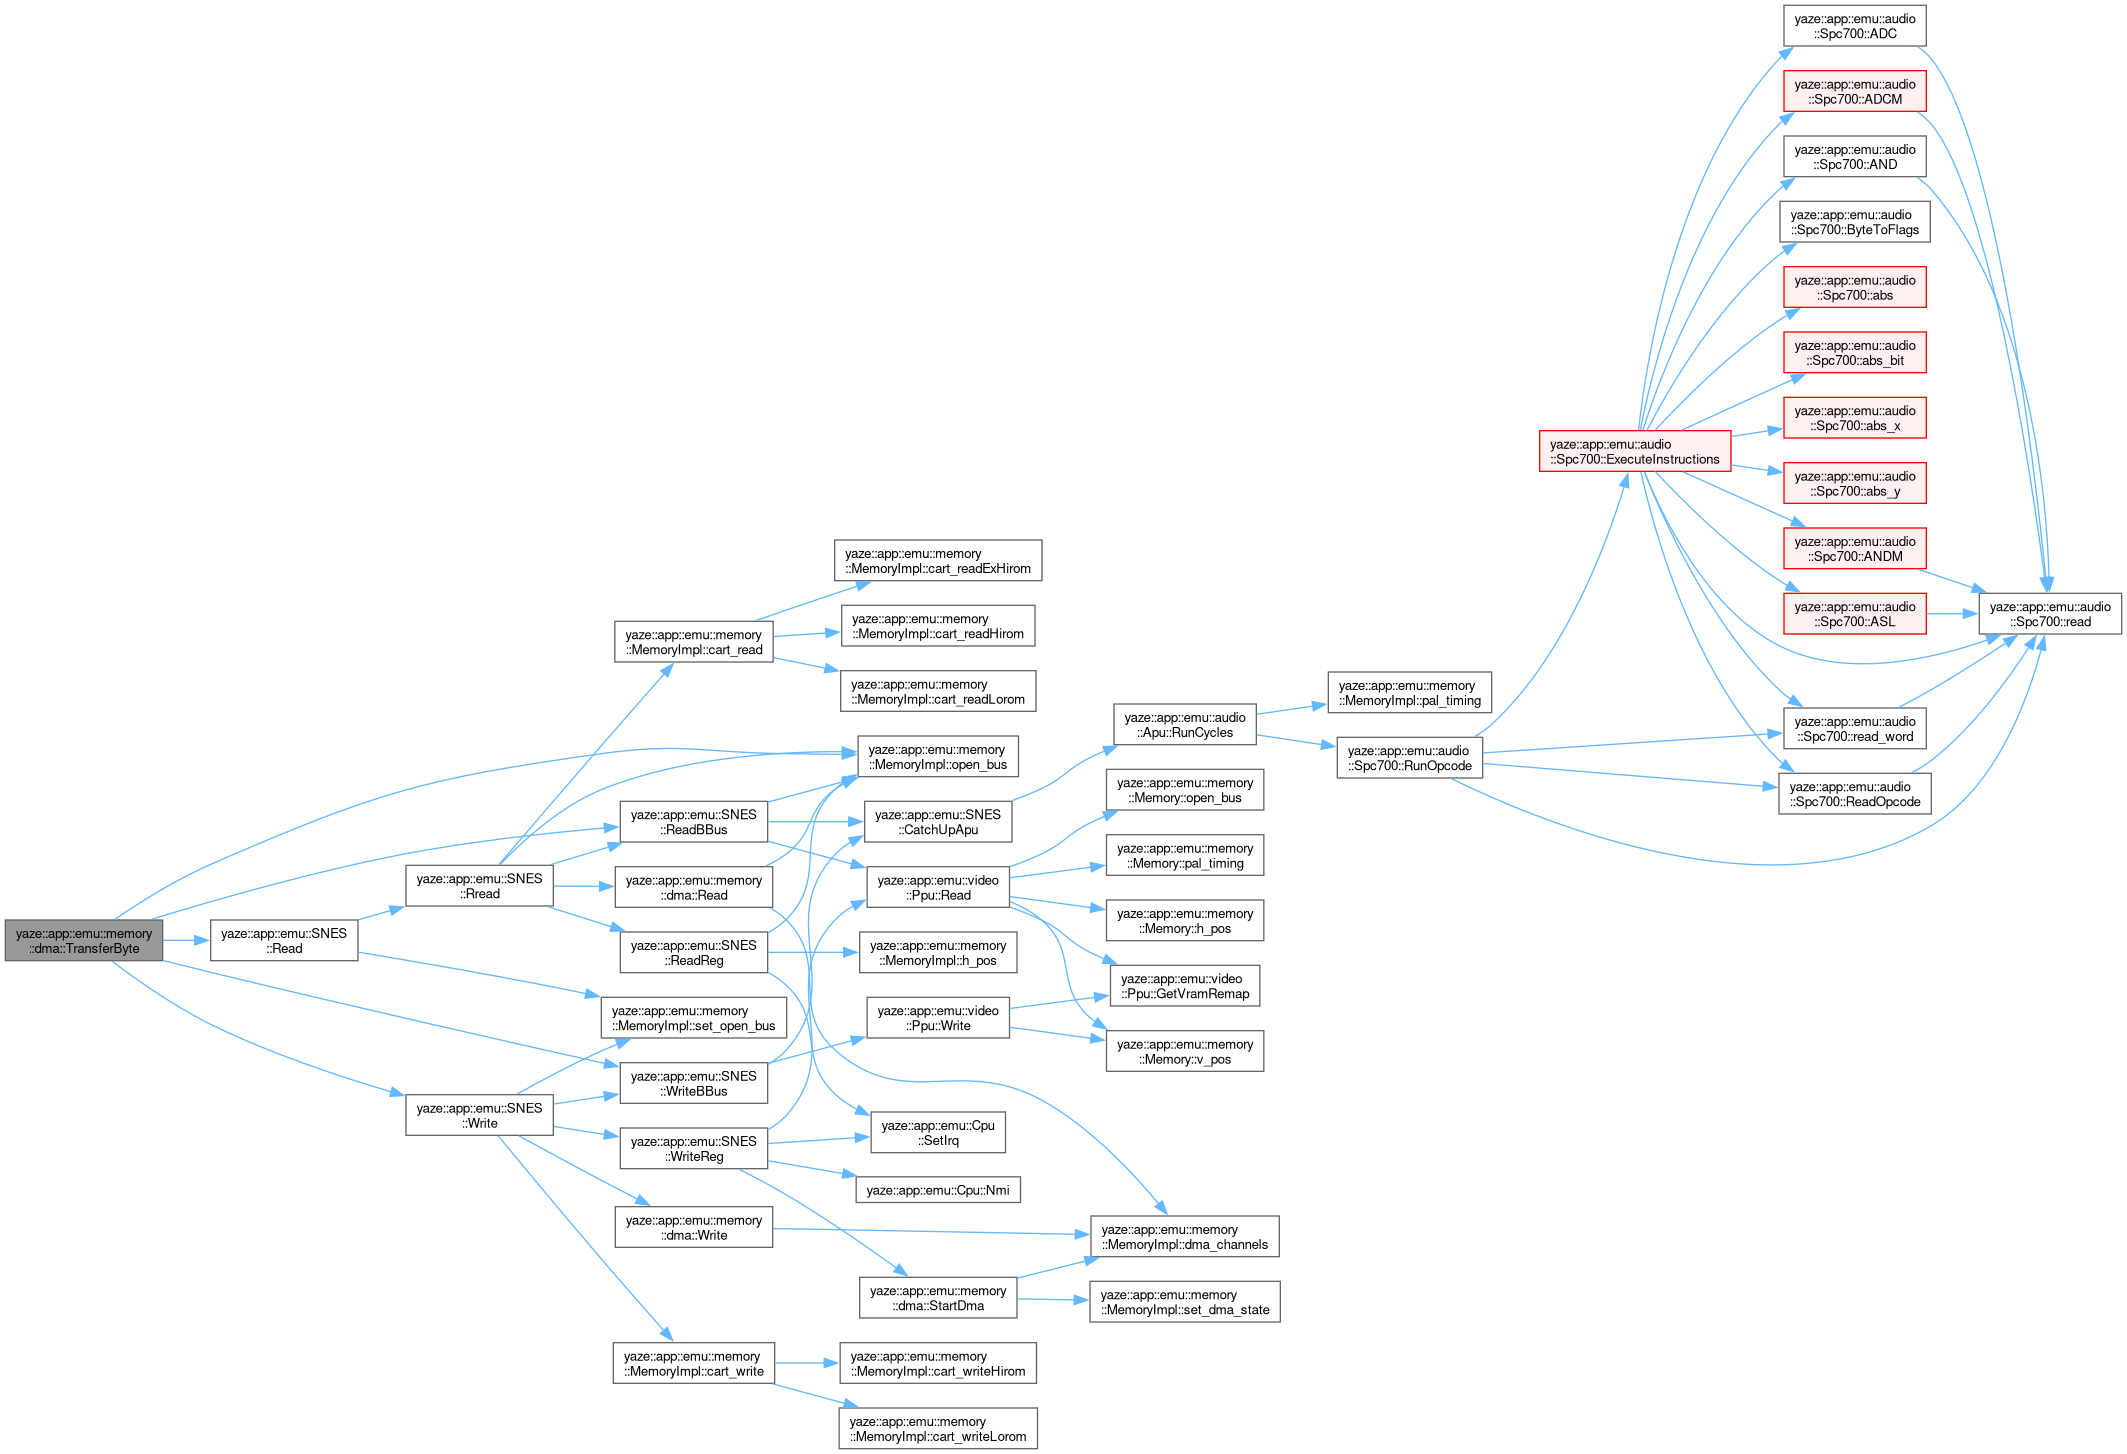 yaze::app::emu::memory
::dma::TransferByte
yaze::app::emu::SNES
::Read
yaze::app::emu::SNES
::Rread
yaze::app::emu::SNES
::Write
yaze::app::emu::memory
::MemoryImpl::cart_read
yaze::app::emu::SNES
::ReadBBus
yaze::app::emu::memory
::dma::Read
yaze::app::emu::SNES
::ReadReg
yaze::app::emu::memory
::MemoryImpl::set_open_bus
yaze::app::emu::SNES
::WriteBBus
yaze::app::emu::SNES
::WriteReg
yaze::app::emu::memory
::dma::Write
yaze::app::emu::memory
::MemoryImpl::cart_write
yaze::app::emu::memory
::MemoryImpl::cart_readExHirom
yaze::app::emu::memory
::MemoryImpl::cart_readHirom
yaze::app::emu::memory
::MemoryImpl::cart_readLorom
yaze::app::emu::memory
::MemoryImpl::open_bus
yaze::app::emu::SNES
::CatchUpApu
yaze::app::emu::video
::Ppu::Read
yaze::app::emu::memory
::MemoryImpl::h_pos
yaze::app::emu::video
::Ppu::Write
yaze::app::emu::Cpu
::SetIrq
yaze::app::emu::Cpu::Nmi
yaze::app::emu::memory
::dma::StartDma
yaze::app::emu::memory
::MemoryImpl::cart_writeHirom
yaze::app::emu::memory
::MemoryImpl::cart_writeLorom
yaze::app::emu::audio
::Apu::RunCycles
yaze::app::emu::memory
::Memory::open_bus
yaze::app::emu::memory
::Memory::pal_timing
yaze::app::emu::memory
::Memory::h_pos
yaze::app::emu::video
::Ppu::GetVramRemap
yaze::app::emu::memory
::Memory::v_pos
yaze::app::emu::memory
::MemoryImpl::dma_channels
yaze::app::emu::memory
::MemoryImpl::set_dma_state
yaze::app::emu::memory
::MemoryImpl::pal_timing
yaze::app::emu::audio
::Spc700::RunOpcode
yaze::app::emu::audio
::Spc700::ExecuteInstructions
yaze::app::emu::audio
::Spc700::ADC
yaze::app::emu::audio
::Spc700::ADCM
yaze::app::emu::audio
::Spc700::AND
yaze::app::emu::audio
::Spc700::ByteToFlags
yaze::app::emu::audio
::Spc700::abs
yaze::app::emu::audio
::Spc700::abs_bit
yaze::app::emu::audio
::Spc700::abs_x
yaze::app::emu::audio
::Spc700::abs_y
yaze::app::emu::audio
::Spc700::ANDM
yaze::app::emu::audio
::Spc700::ASL
yaze::app::emu::audio
::Spc700::read_word
yaze::app::emu::audio
::Spc700::ReadOpcode
yaze::app::emu::audio
::Spc700::read